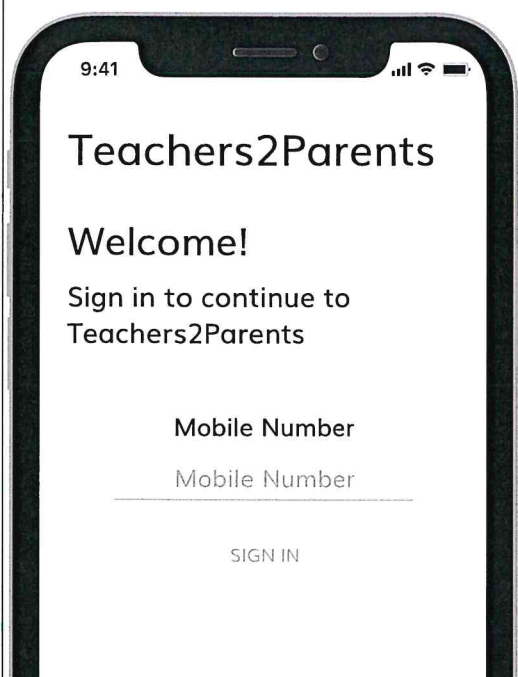 9:41
Teachers2Parents
Welcome!
Sign in to continue to
Teachers2Parents
Mobile Number
Mobile Number
SIGN IN